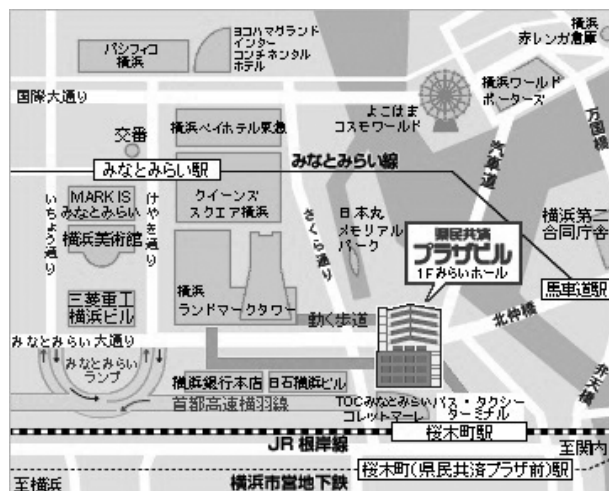 パシフィコ
横浜
ヨコハマグランド
インター
コンチネンタル
ホテル
横浜
赤レンガ倉庫
国際大通り
横浜ベイホテル東急
よこはま
コスモワールド
横浜ワールド
ポーターズ
万国橋
汽車道
交番
みなとみらい駅
みなとみらい線
MARK IS
みなとみらい
横浜美術館
いちょう通り
けやき通り
クイーンズ
スクエア横浜
さくら通り
日本丸
メモリアル
パーク
県民共済
プラザビル
1Fみらいホール
横浜第二
合同庁舎
馬車道駅
三菱重工
横浜ビル
横浜
ランドマークタワー
動く歩道
北仲橋
みなとみらい大通り
みなとみらい
ランプ
横浜銀行本店
日石横浜ビル
首都高速横羽線
TOCみなとみらい
コレットマーレ
バス・タクシー
ターミナル
弁天橋
桜木町駅
JR 根岸線
至関内
桜木町(県民共済プラザ前)駅
至横浜
横浜市営地下鉄